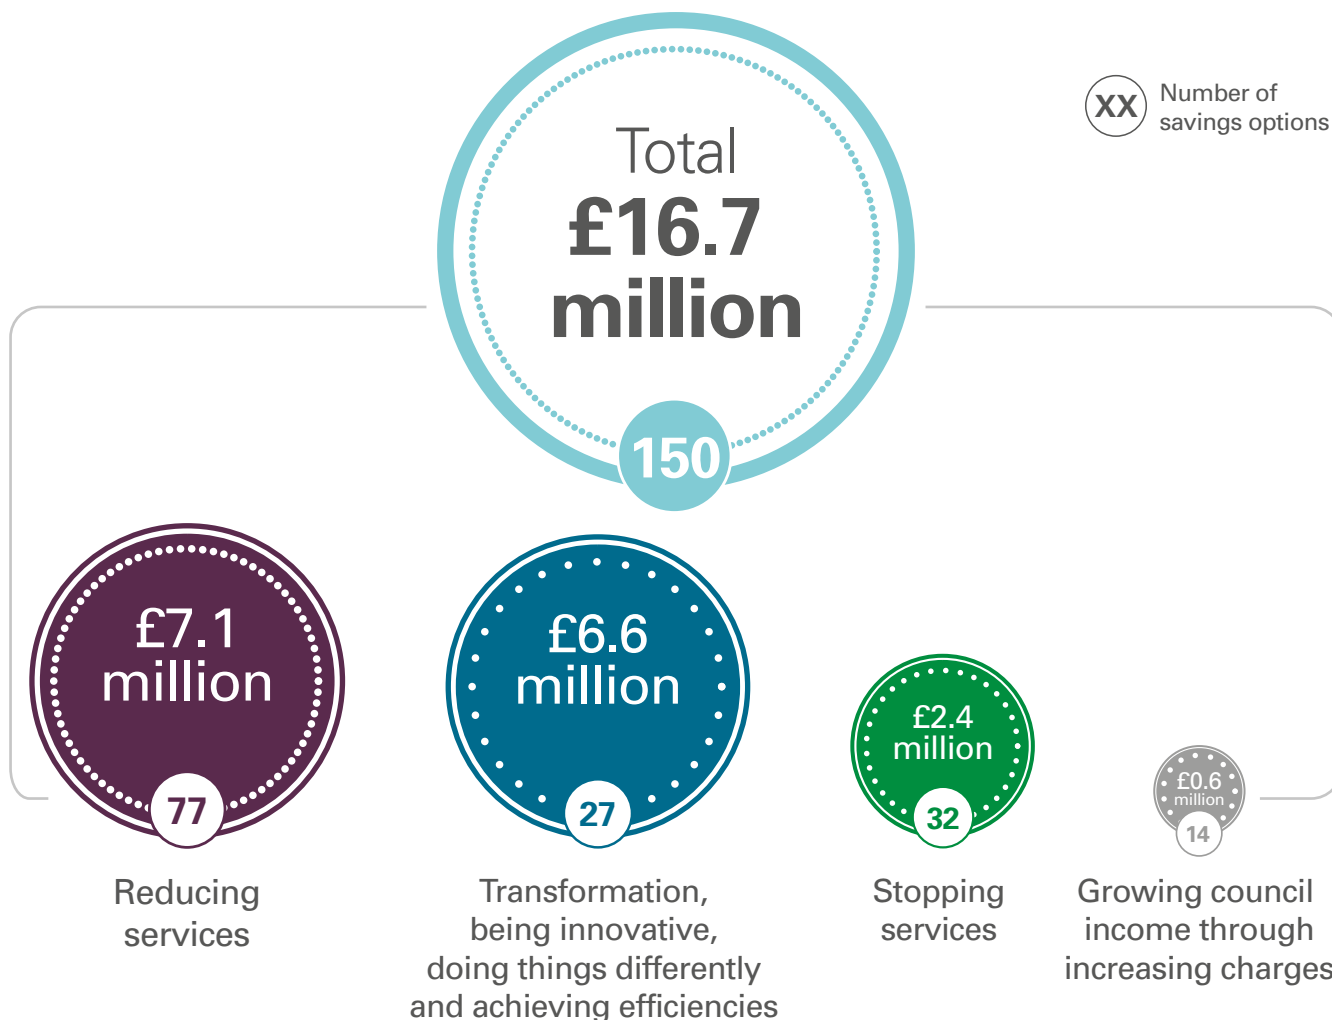 Total
£16.7
million
150
XX
Number of
savings options
£7.1
million
77
Reducing
services
£6.6
million
27
Transformation,
being innovative,
doing things differently
and achieving efficiencies
£2.4
million
32
Stopping
services
£0.6
million
14
Growing council
income through
increasing charges